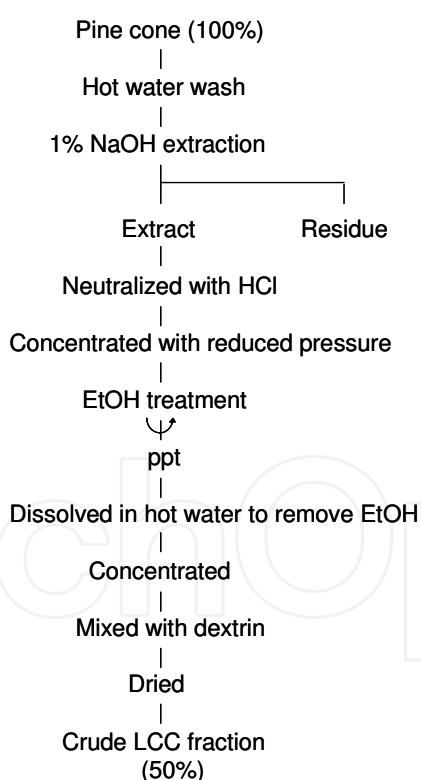 Pine cone (100%)
Hot water wash
1% NaOH extraction
Extract
Residue
Neutralized with HCl
Concentrated with reduced pressure
EtOH treatment
ppt
Dissolved in hot water to remove EtOH
Concentrated
Mixed with dextrin
Dried
Crude LCC fraction
(50%)